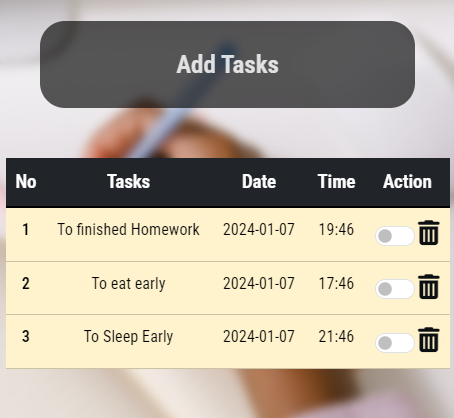 Add Tasks
No Tasks Date Time Action
1 To finished Homework 2024-01-07 19:46
2 To eat early 2024-01-07 17:46
3 To Sleep Early 2024-01-07 21:46